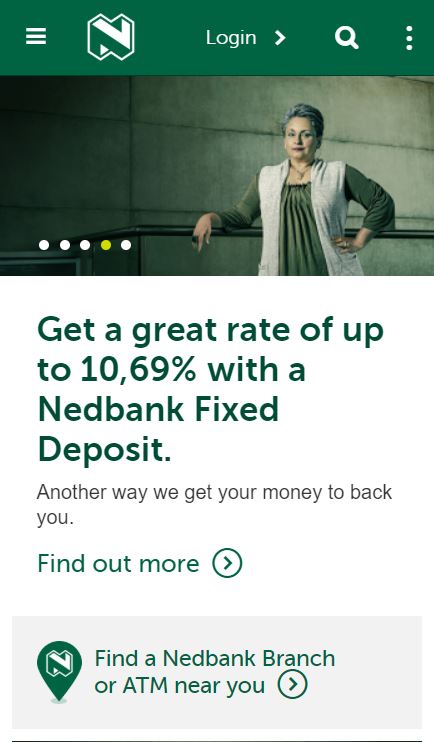 Login
Get a great rate of up
to 10,69% with a
Nedbank Fixed
Deposit.
Another way we get your money to back
you.
Find out more
Find a Nedbank Branch
or ATM near you